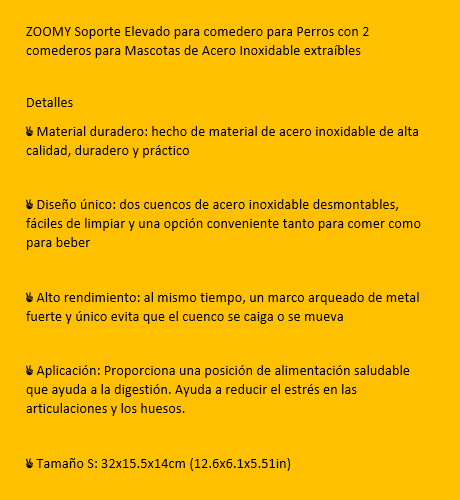 ZOOMY Soporte Elevado para comedero para Perros con 2
comederos para Mascotas de Acero Inoxidable extraíbles
Detalles
Material duradero: hecho de material de acero inoxidable de alta
calidad, duradero y práctico
Diseño único: dos cuencos de acero inoxidable desmontables,
fáciles de limpiar y una opción conveniente tanto para comer como
para beber
Alto rendimiento: al mismo tiempo, un marco arqueado de metal
fuerte y único evita que el cuenco se caiga o se mueva
Aplicación: Proporciona una posición de alimentación saludable
que ayuda a la digestión. Ayuda a reducir el estrés en las
articulaciones y los huesos.
Tamaño S: 32x15.5x14cm (12.6x6.1x5.51in)